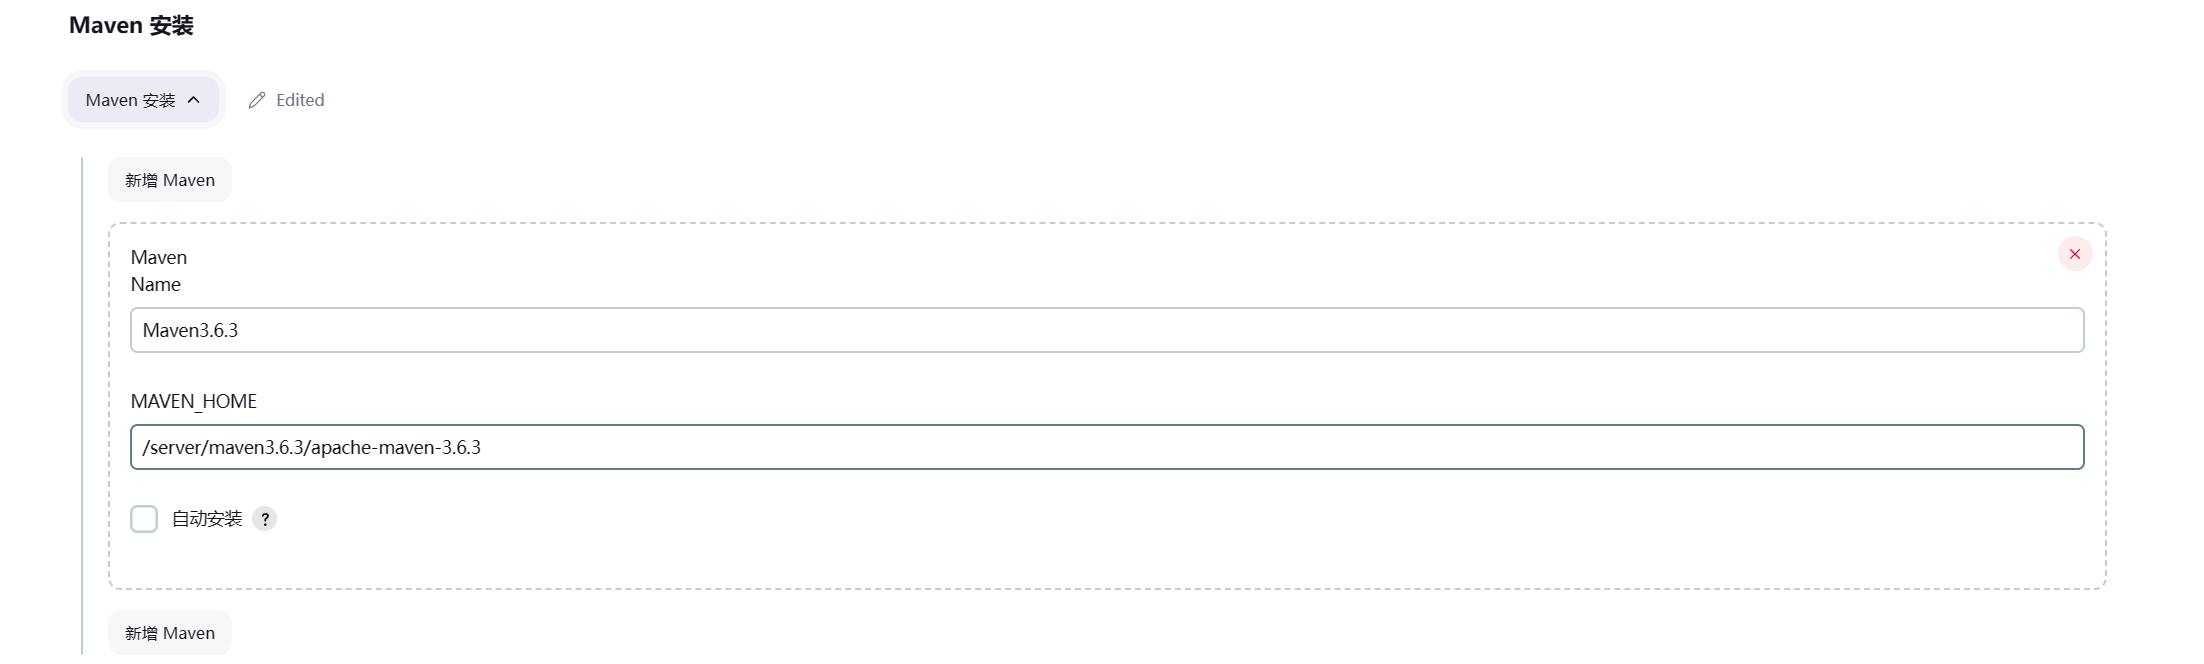 Maven 安装
Maven 安装
Edited
新增 Maven
Maven
Name
Maven3.6.3
MAVEN_HOME
/server/maven3.6.3/apache-maven-3.6.3
自动安装 ?
新增 Maven